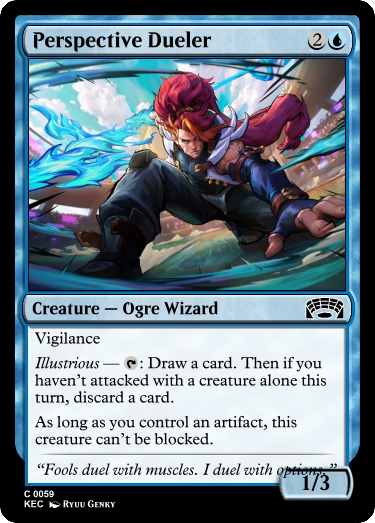 Perspective Dueler 2
Creature — Ogre Wizard
Vigilance
Illustrious — : Draw a card. Then if you
haven't attacked with a creature alone this
turn, discard a card.
As long as you control an artifact, this
creature can't be blocked.
“Fools duel with muscles. I duel with options.”
1/3
C 0059
KEC Ryuu Genky